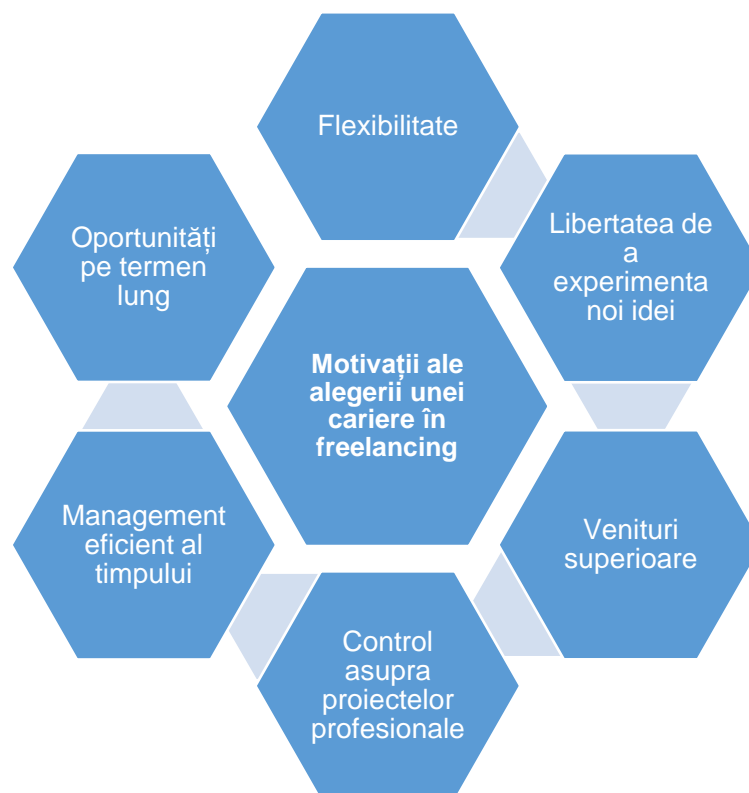 Flexibilitate
Libertatea de
a
experimenta
noi idei
Venituri
superioare
Control
asupra
proiectelor
profesionale
Management
eficient al
timpului
Oportunități
pe termen
lung
Motivații ale
alegerii unei
cariere în
freelancing